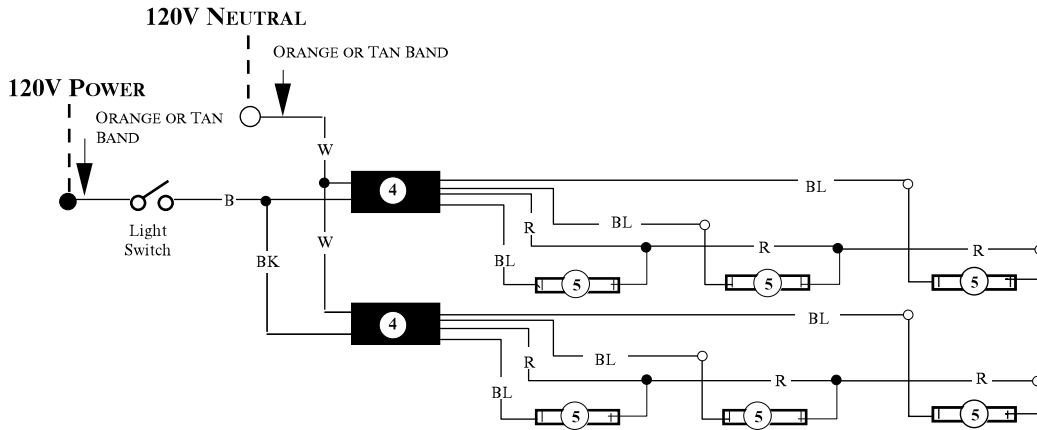 120V NEUTRAL
ORANGE OR TAN BAND
120V POWER
ORANGE OR TAN
BAND
W
4
BL
B
BL
Light
Switch
R
R
R
W
BK
BL
5
5
5
4
BL
BL
R
R
R
BL
5
5
5